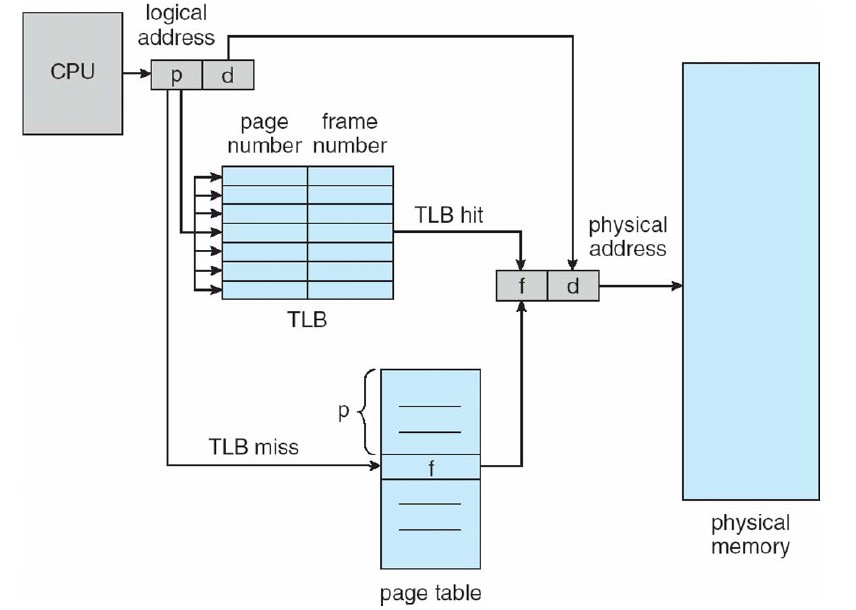 logical
address
CPU
p
d
page
number
frame
number
TLB hit
physical
address
f
d
TLB
p
TLB miss
f
physical
memory
page table